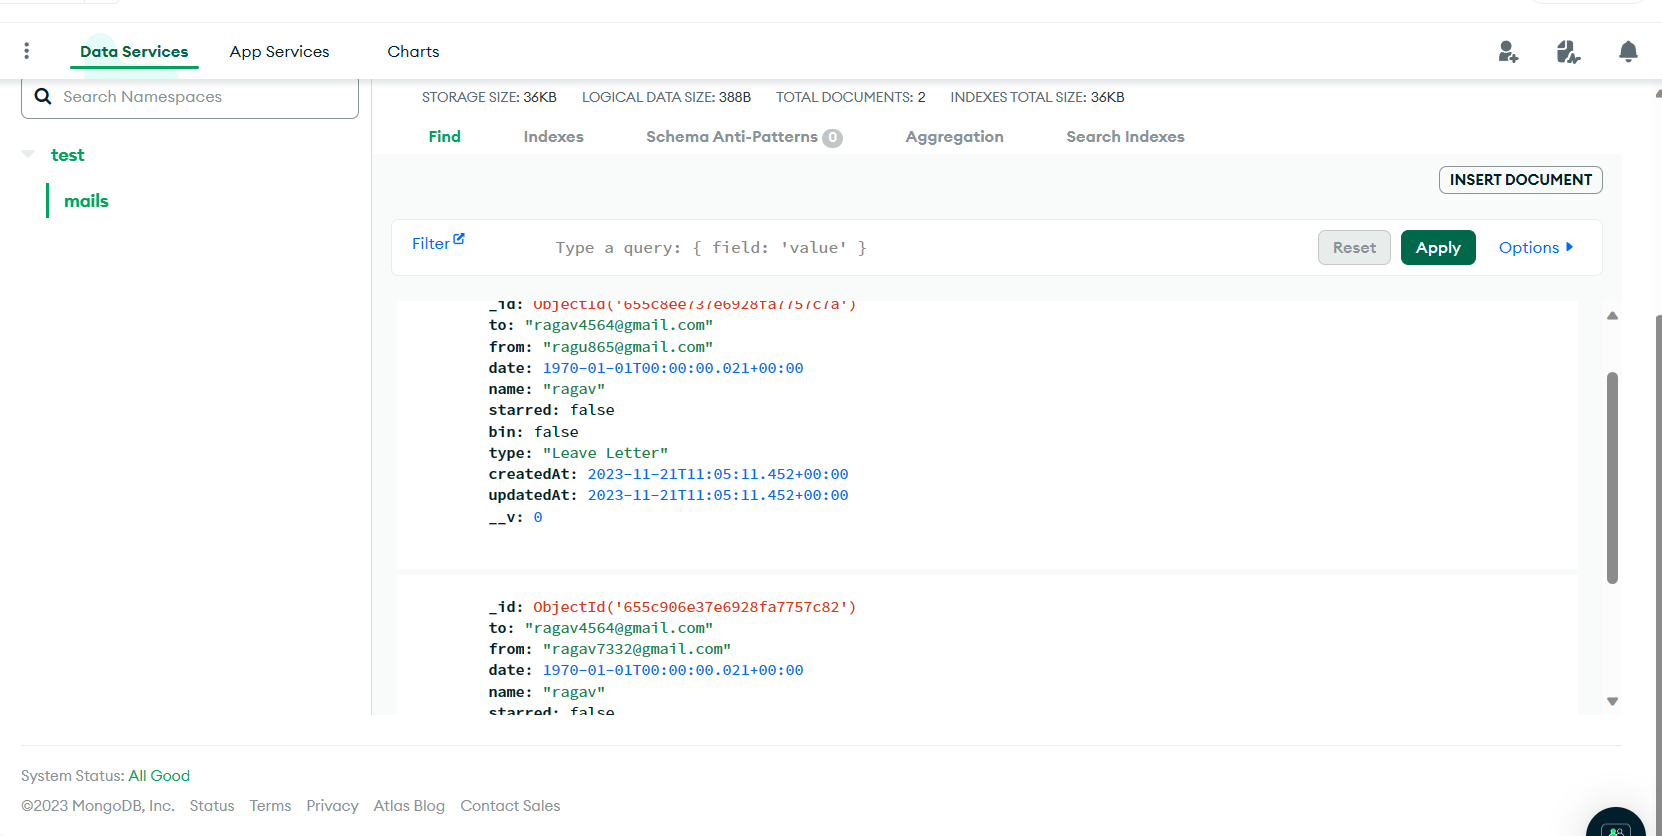 Data Services App Services Charts
Search Namespaces
test
mails
STORAGE SIZE: 36KB LOGICAL DATA SIZE: 388B TOTAL DOCUMENTS: 2 INDEXES TOTAL SIZE: 36KB
Find Indexes Schema Anti-Patterns 0 Aggregation Search Indexes
INSERT DOCUMENT
Filter Type a query: { field: 'value' } Reset Apply Options
_id: ObjectId('655c8ee737e6928fa7757c7a')
to: "ragav4564@gmail.com"
from: "ragu865@gmail.com"
date: 1970-01-01T00:00:00.021+00:00
name: "ragav"
starred: false
bin: false
type: "Leave Letter"
createdAt: 2023-11-21T11:05:11.452+00:00
updatedAt: 2023-11-21T11:05:11.452+00:00
__v: 0
_id: ObjectId('655c906e37e6928fa7757c82')
to: "ragav4564@gmail.com"
from: "ragav7332@gmail.com"
date: 1970-01-01T00:00:00.021+00:00
name: "ragav"
starred: false
System Status: All Good
©2023 MongoDB, Inc. Status Terms Privacy Atlas Blog Contact Sales